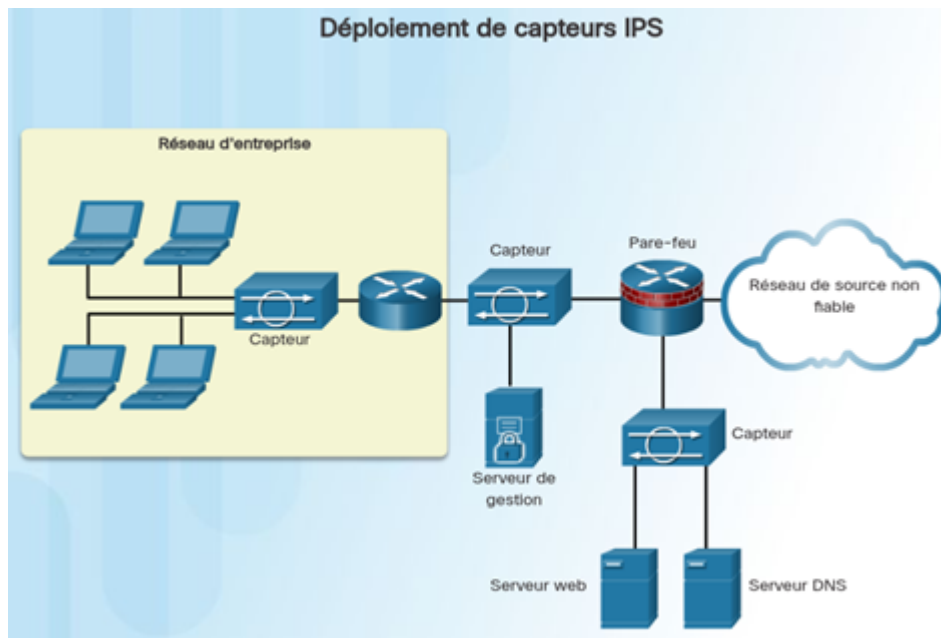 Déploiement de capteurs IPS
Réseau d'entreprise
Capteur
Capteur
Pare-feu
Réseau de source non
fiable
Capteur
Serveur de
gestion
Serveur web
Serveur DNS